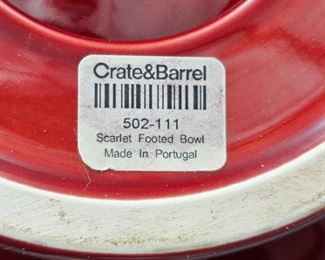 Crate&Barrel
502-111
Scarlet Footed Bowl
Made In Portugal